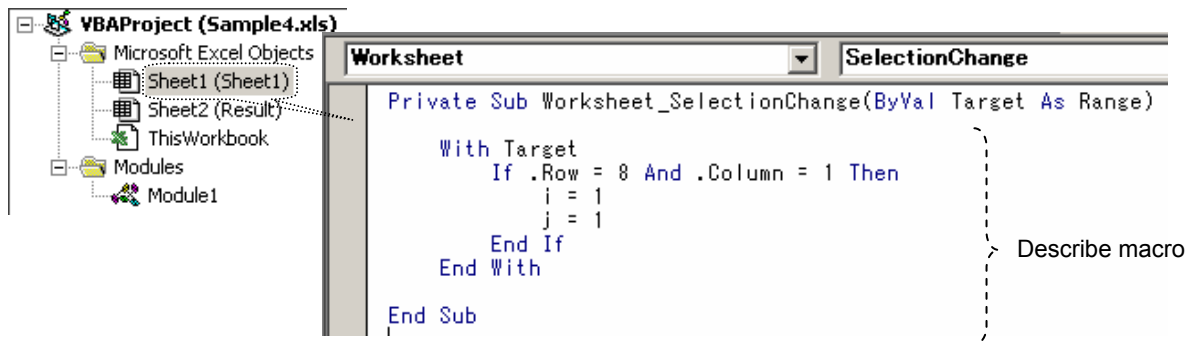 VBAProject (Sample4.xls)
Microsoft Excel Objects
Sheet1 (Sheet1)
Sheet2 (Result)
ThisWorkbook
Modules
Module1
Worksheet
SelectionChange
Private Sub Worksheet_SelectionChange(ByVal Target As Range)
With Target
If .Row = 8 And .Column = 1 Then
i = 1
j = 1
End If
End With
End Sub
Describe macro